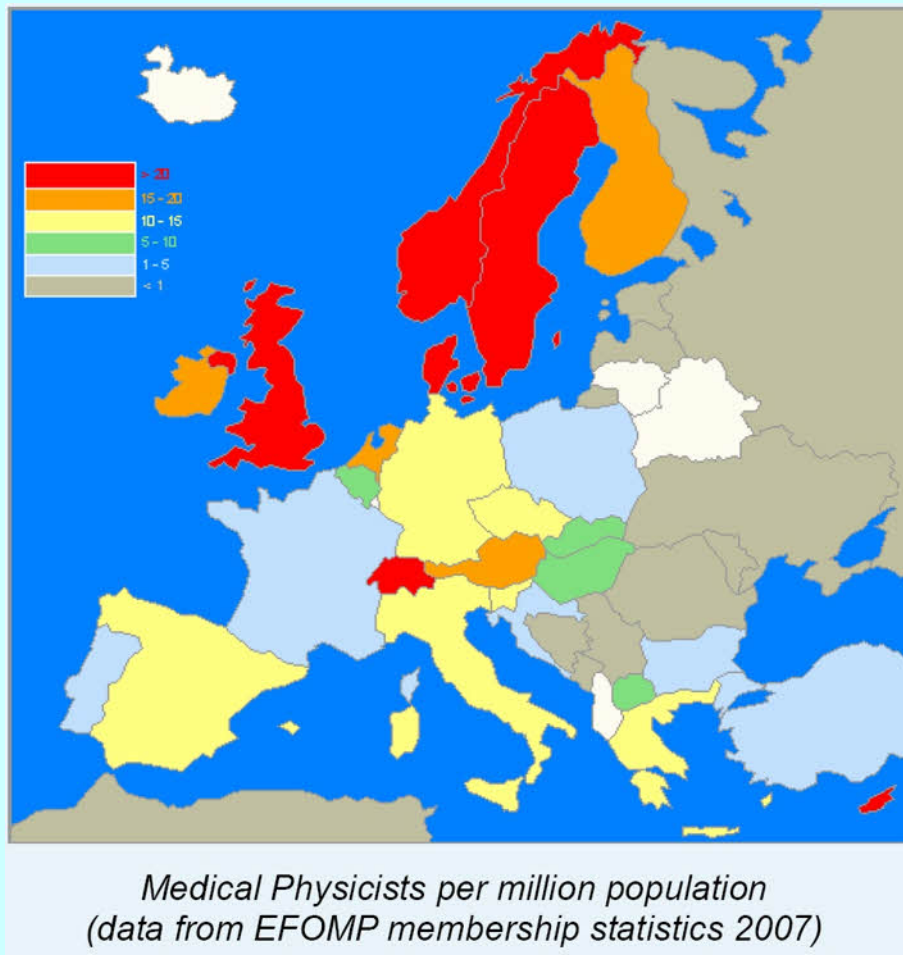 > 20
15 - 20
10 - 15
5 - 10
1 - 5
< 1
Medical Physicists per million population
(data from EFOMP membership statistics 2007)